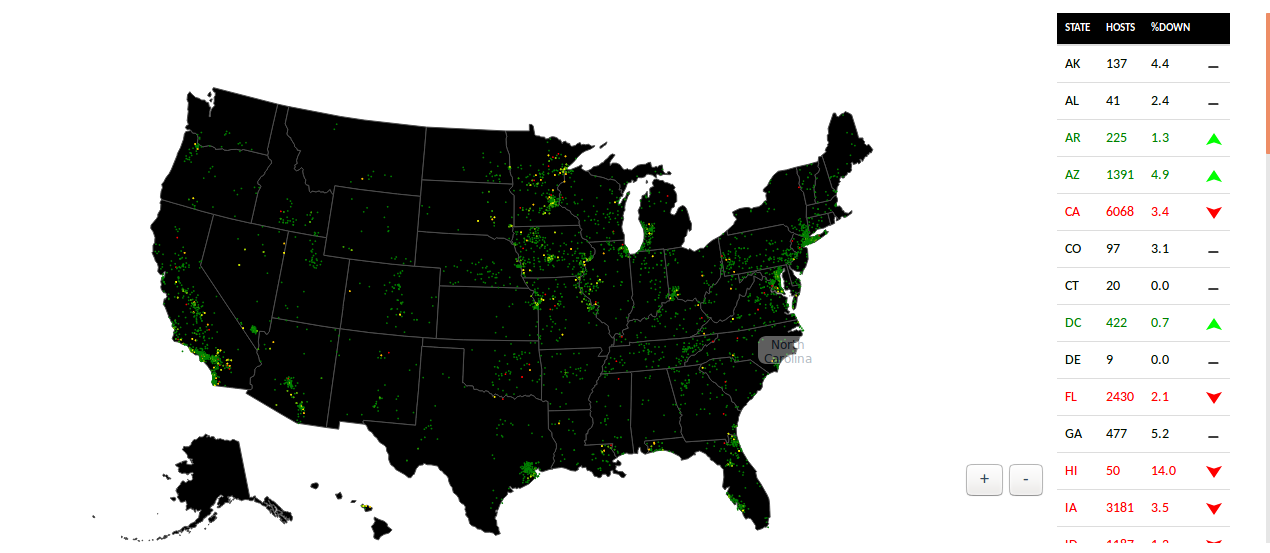 North
Carolina
+ -
STATE HOSTS %DOWN
AK 137 4.4
AL 41 2.4
AR 225 1.3
AZ 1391 4.9
CA 6068 3.4
CO 97 3.1
CT 20 0.0
DC 422 0.7
DE 9 0.0
FL 2430 2.1
GA 477 5.2
HI 50 14.0
IA 3181 3.5